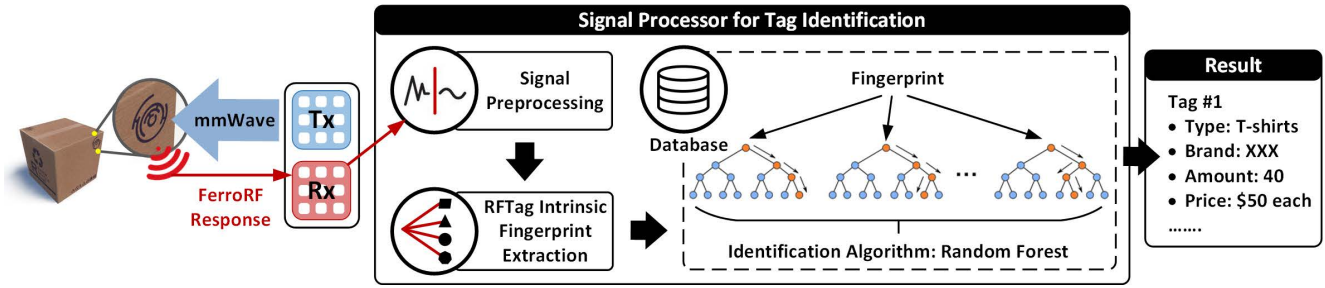 Signal Processor for Tag Identification
mmWave
Tx
Rx
FerroRF
Response
Signal
Preprocessing
RFTag Intrinsic
Fingerprint
Extraction
Database
Fingerprint
...
Identification Algorithm: Random Forest
Result
Tag #1
• Type: T-shirts
• Brand: XXX
• Amount: 40
• Price: $50 each
…….